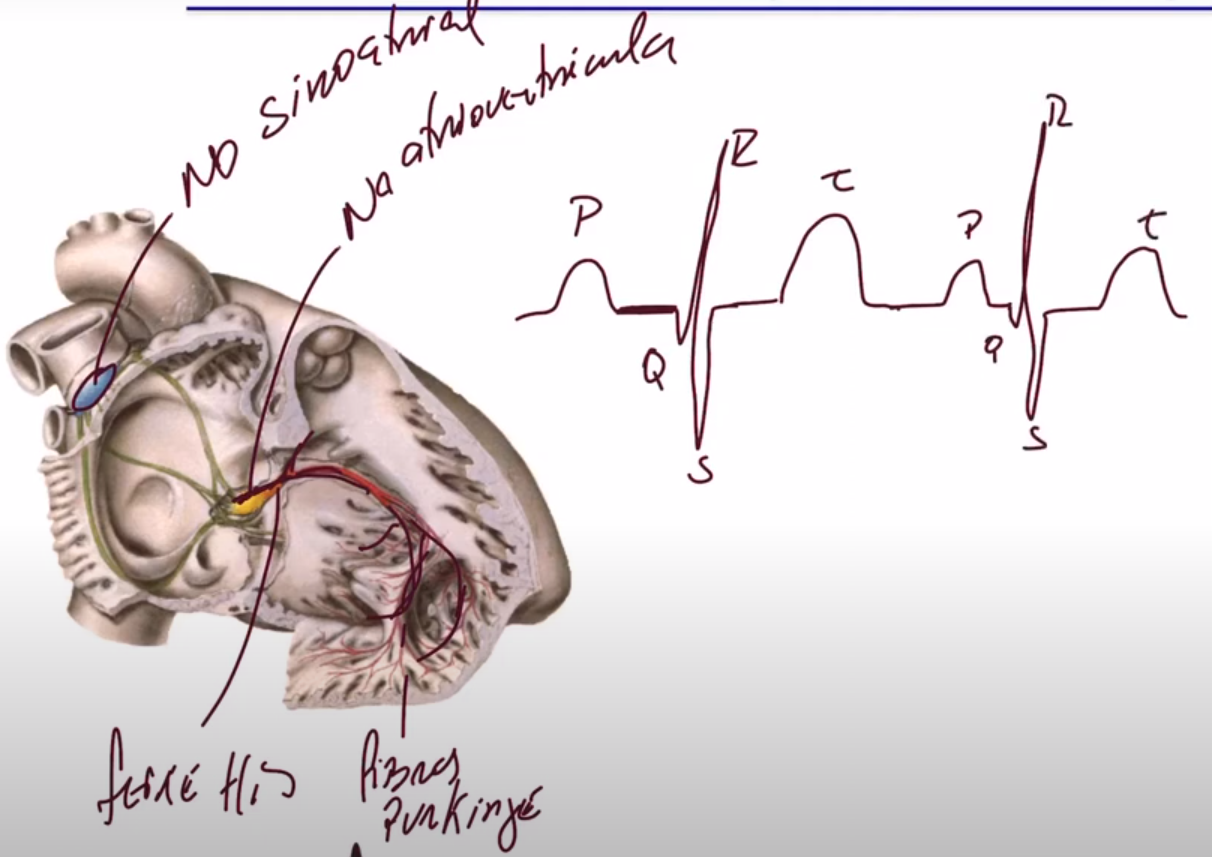 NO sinoatrial
No atrioventricula
P
R
Q
S
T
P
R
Q
S
T
feixe His
fibras
Purkinje